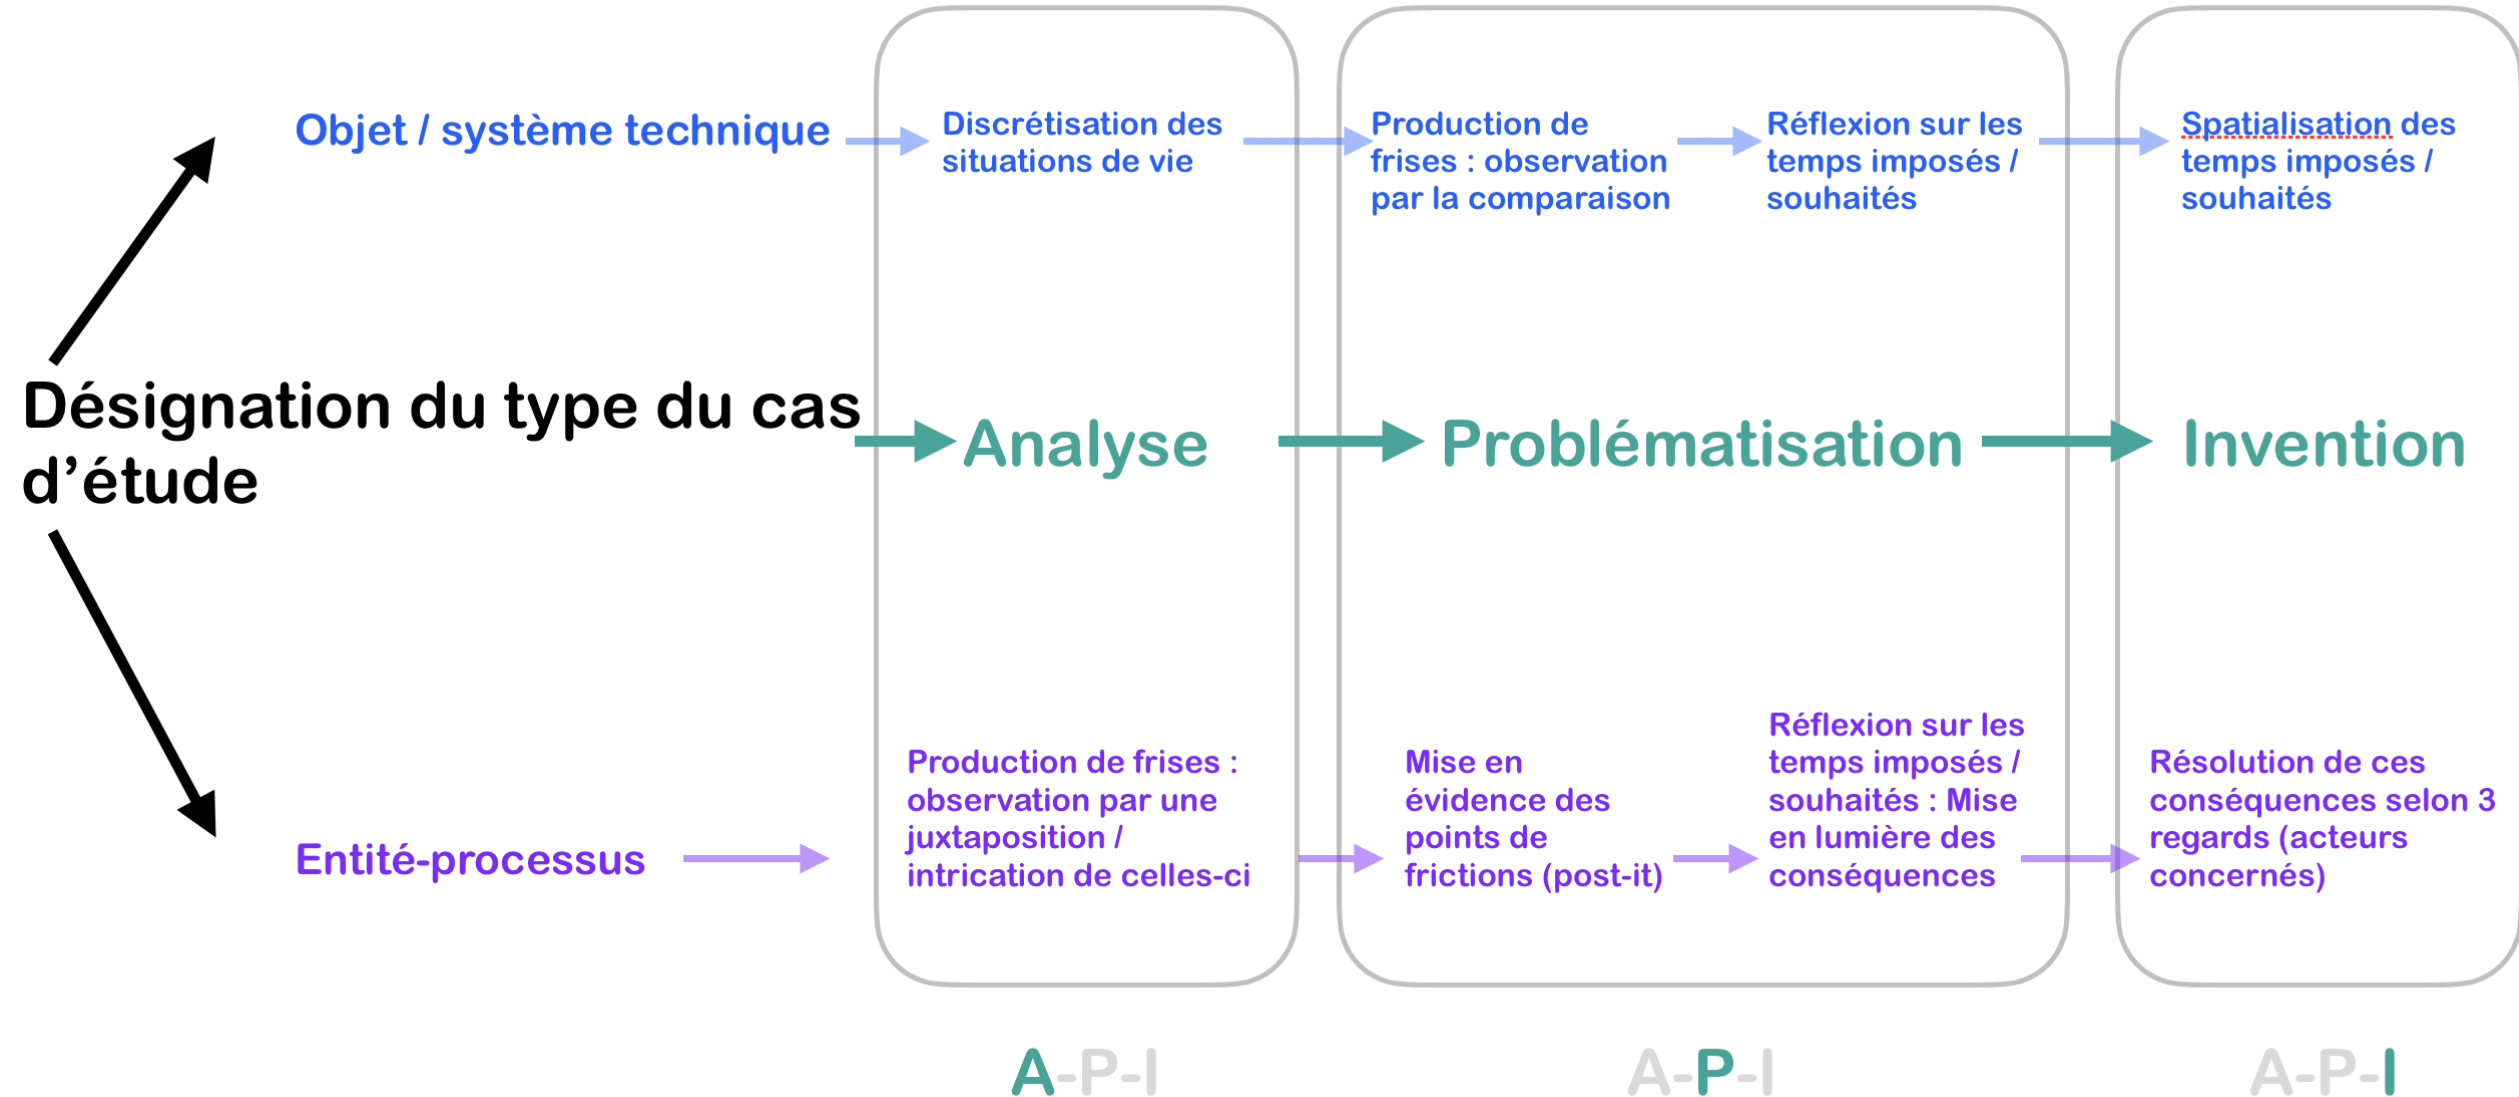 Objet / système technique
Discrétisation des
situations de vie
Production de
frises : observation
par la comparaison
Réflexion sur les
temps imposés /
souhaités
Spatialisation des
temps imposés /
souhaités
Désignation du type du cas
d’étude
Analyse
Problématisation
Invention
Entité-processus
Production de frises :
observation par une
juxtaposition /
intrication de celles-ci
Mise en
évidence des
points de
frictions (post-it)
Réflexion sur les
temps imposés /
souhaités : Mise
en lumière des
conséquences
Résolution de ces
conséquences selon 3
regards (acteurs
concernés)
A-P-I
A-P-I
A-P-I